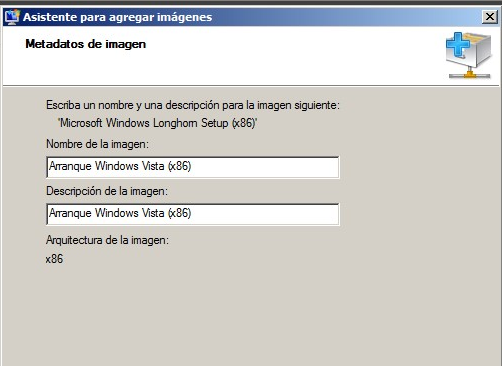 Asistente para agregar imágenes
Metadatos de imagen
Escriba un nombre y una descripción para la imagen siguiente:
'Microsoft Windows Longhorn Setup (x86)'
Nombre de la imagen:
Arranque Windows Vista (x86)
Descripción de la imagen:
Arranque Windows Vista (x86)
Arquitectura de la imagen:
x86